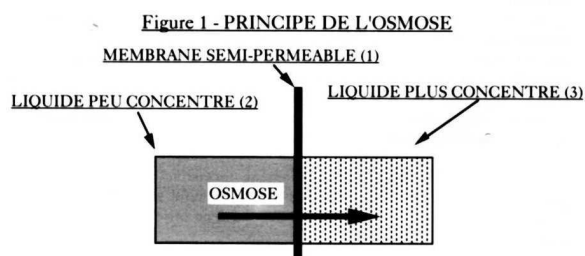 Figure 1 - PRINCIPE DE L'OSMOSE
MEMBRANE SEMI-PERMEABLE (1)
LIQUIDE PEU CONCENTRE (2)
LIQUIDE PLUS CONCENTRE (3)
OSMOSE